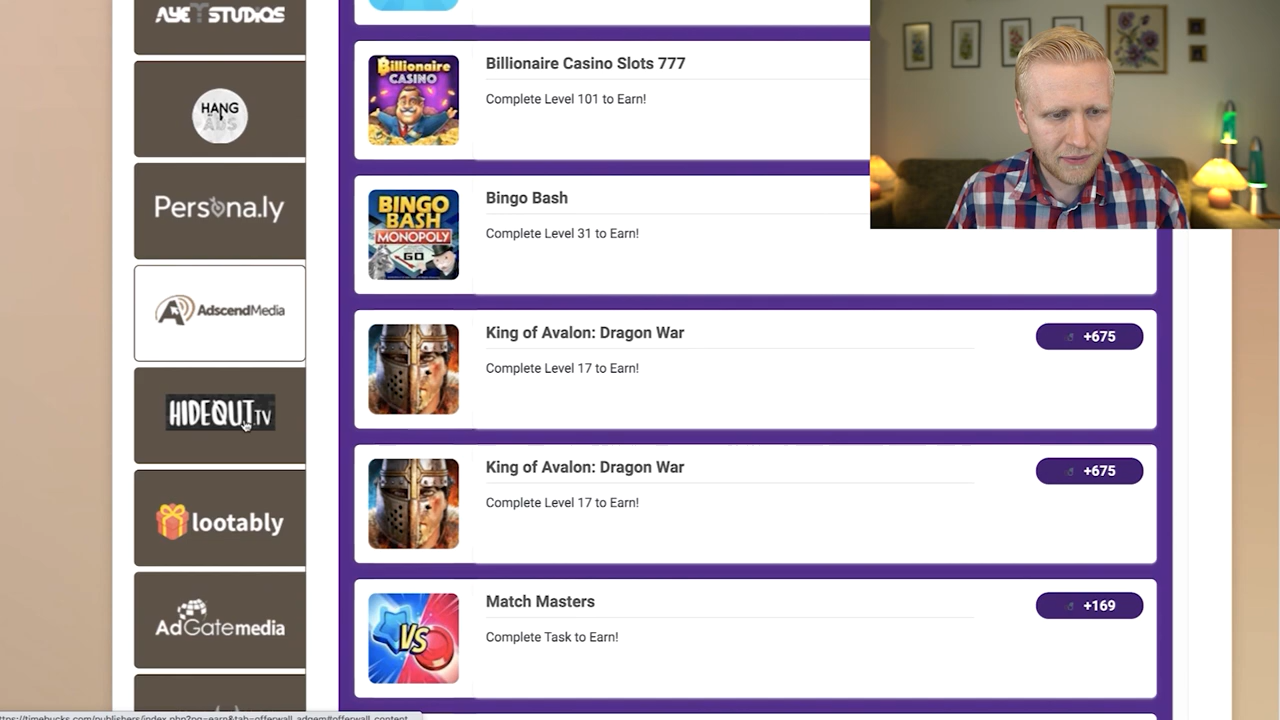 AYE T STUDIOS
HANG
ADS
Persona.ly
AdscendMedia
HIDEOUT.TV
lootably
AdGatemedia
Billionaire
CASINO
Billionaire Casino Slots 777
Complete Level 101 to Earn!
BINGO
BASH
MONOPOLY
GO
Bingo Bash
Complete Level 31 to Earn!
King of Avalon: Dragon War
+675
Complete Level 17 to Earn!
King of Avalon: Dragon War
+675
Complete Level 17 to Earn!
VS
Match Masters
+169
Complete Task to Earn!